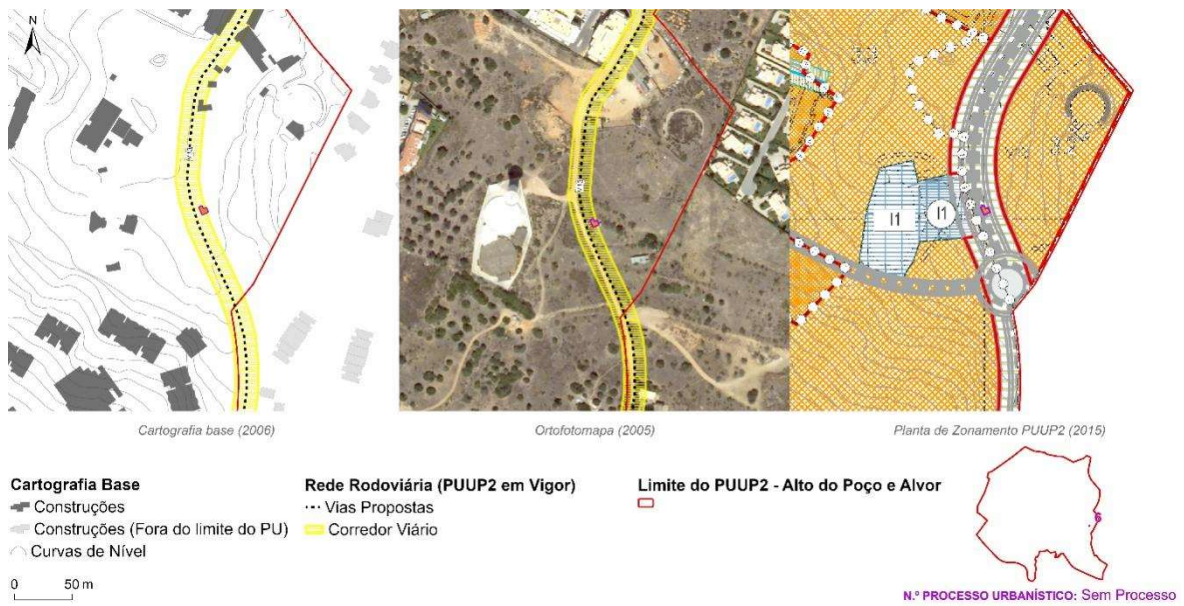 N
I1
I1
Cartografia base (2006)
Ortofotomapa (2005)
Planta de Zonamento PUUP2 (2015)
Cartografia Base
Construções
Construções (Fora do limite do PU)
Curvas de Nível
0 50 m
Rede Rodoviária (PUUP2 em Vigor)
Vias Propostas
Corredor Viário
Limite do PUUP2 - Alto do Poço e Alvor
6
N.º PROCESSO URBANÍSTICO: Sem Processo